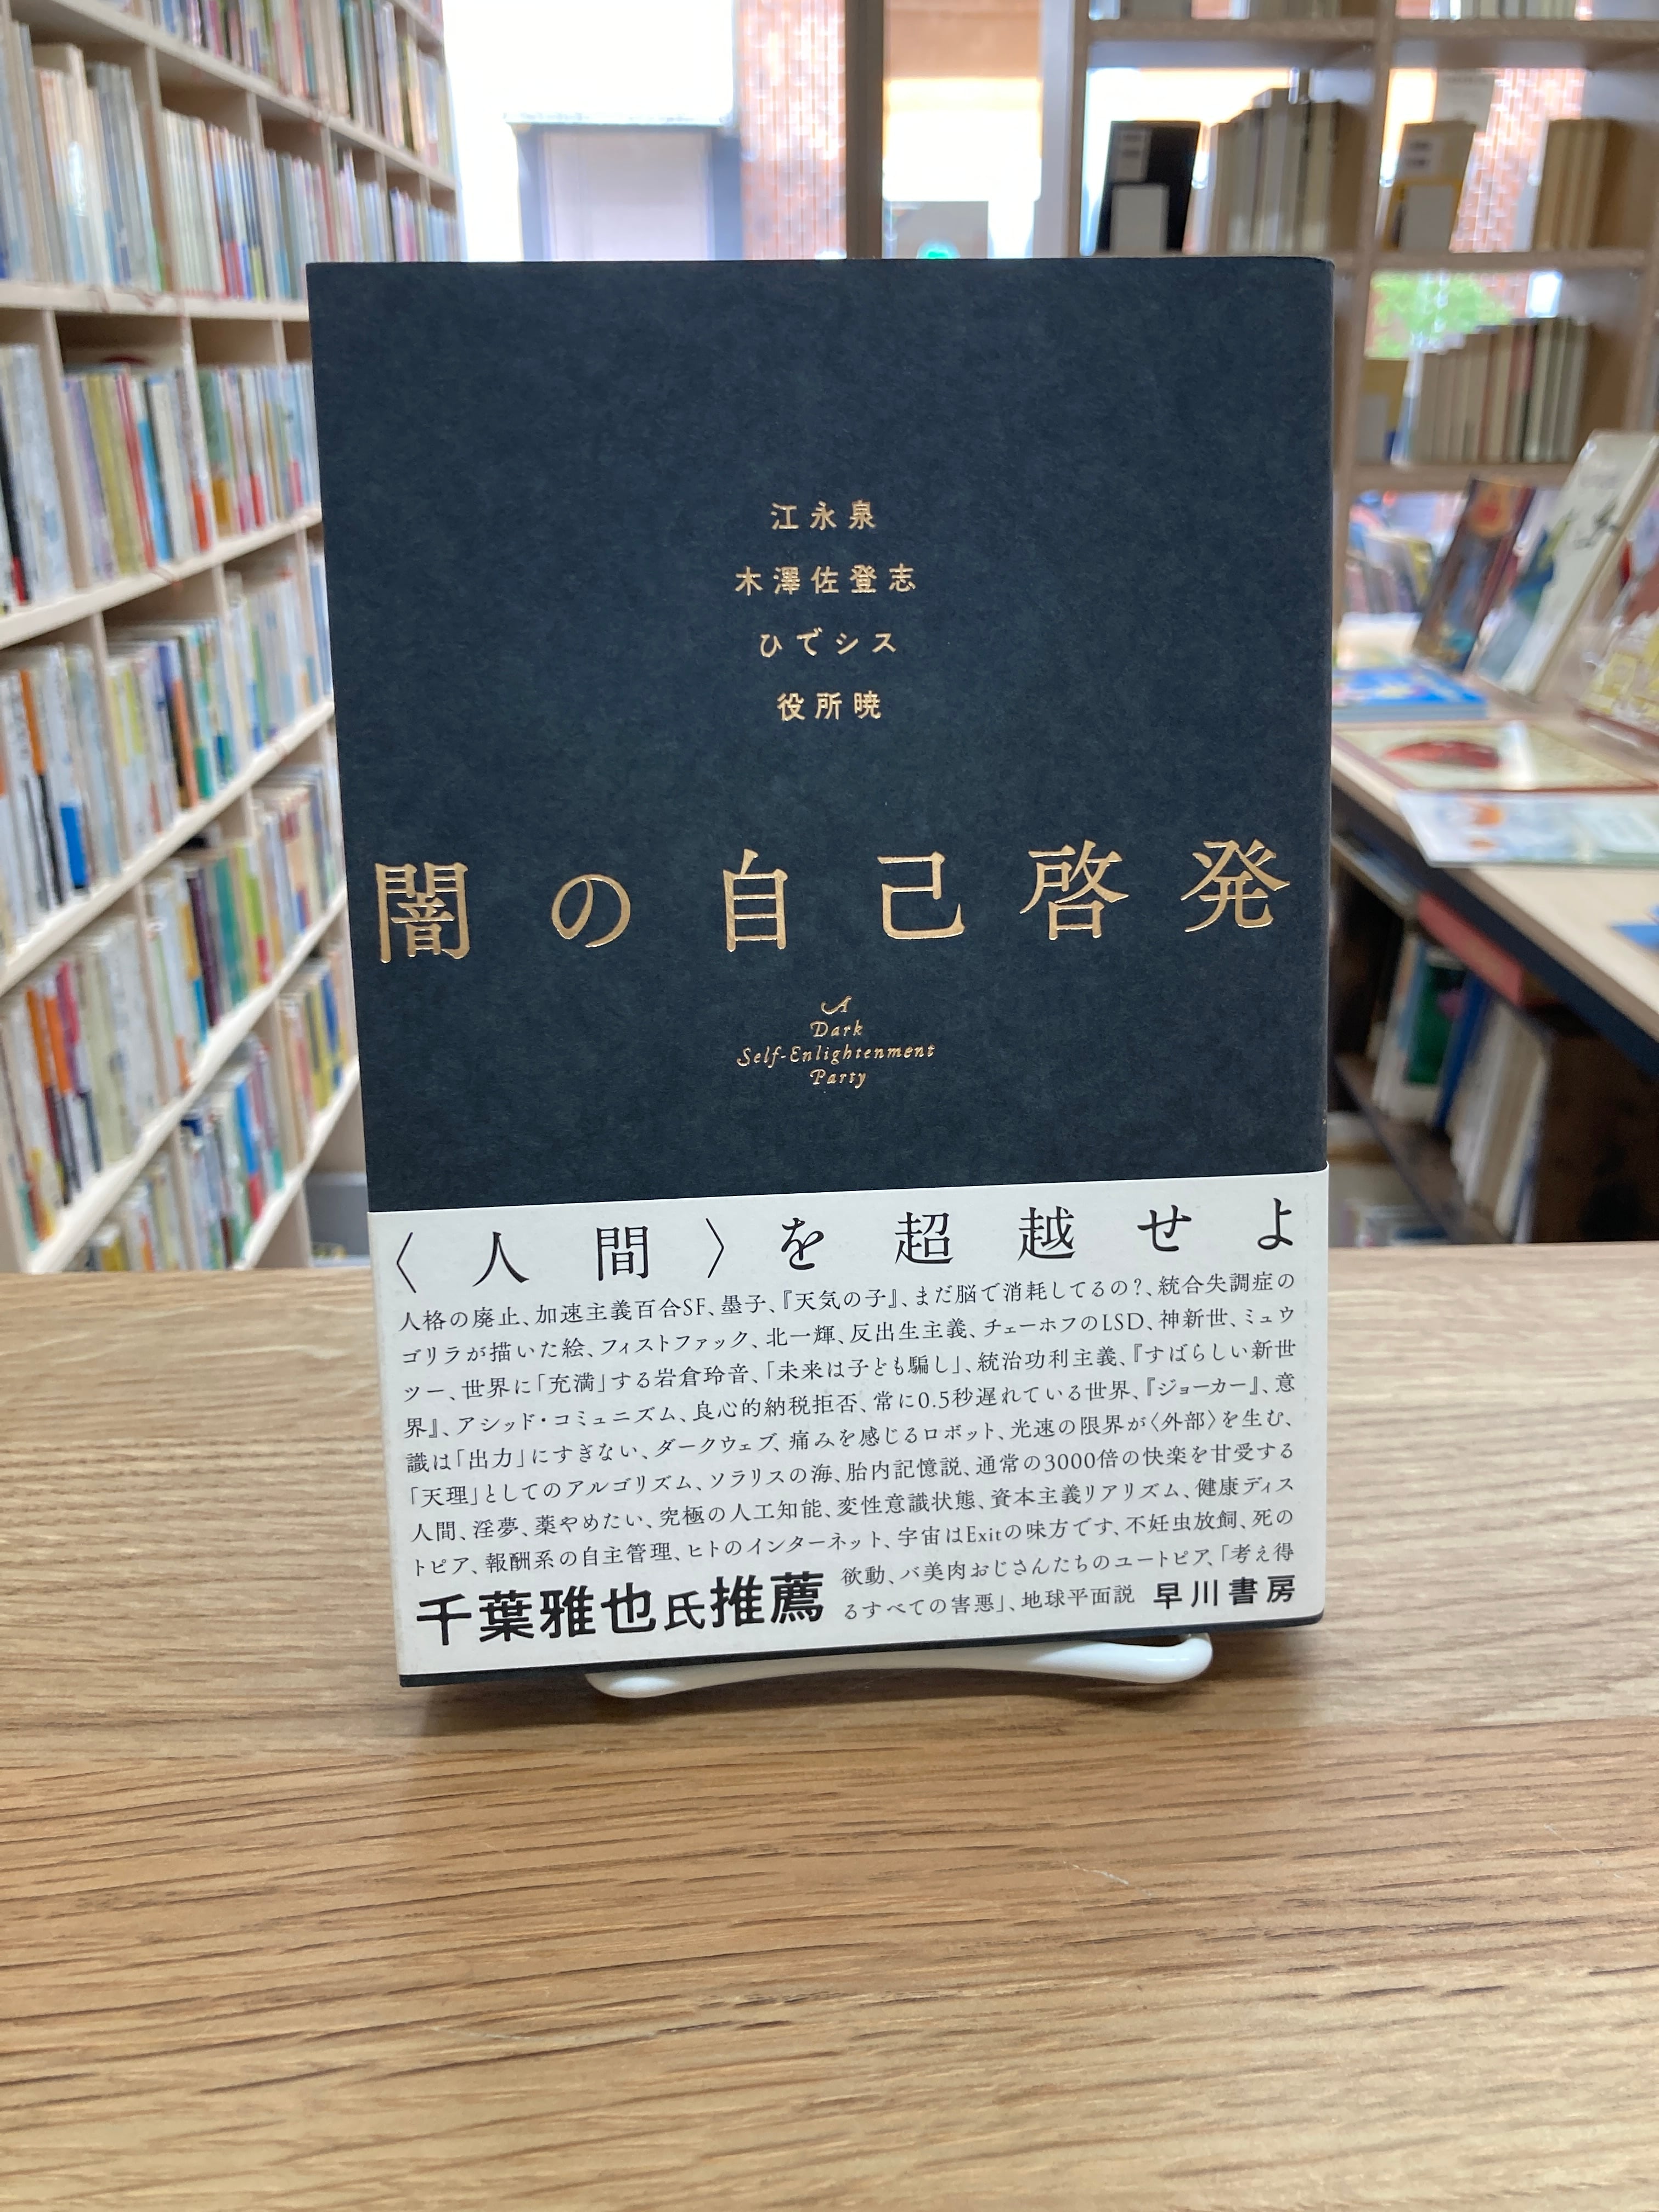 江永泉
木澤佐登志
ひでシス
役所暁
闇の自己啓発
A
Dark
Self-Enlightenment
Party
〈人間〉を超越せよ
人格の廃止、加速主義百合SF、墨子、『天気の子』、まだ脳で消耗してるの?、統合失調症の
ゴリラが描いた絵、フィストファック、北一輝、反出生主義、チェーホフのLSD、神新世、ミュウ
ツー、世界に「充満」する岩倉玲音、「未来は子ども騙し」、統治功利主義、『すばらしい新世
界』、アシッド・コミュニズム、良心的納税拒否、常に0.5秒遅れている世界、『ジョーカー』、意
識は「出力」にすぎない、ダークウェブ、痛みを感じるロボット、光速の限界が〈外部〉を生む、
「天理」としてのアルゴリズム、ソラリスの海、胎内記憶説、通常の3000倍の快楽を甘受する
人間、淫夢、薬やめたい、究極の人工知能、変性意識状態、資本主義リアリズム、健康ディス
トピア、報酬系の自主管理、ヒトのインターネット、宇宙はExitの味方です、不妊虫放飼、死の
欲動、バ美肉おじさんたちのユートピア、「考え得
るすべての害悪」、地球平面説
千葉雅也氏推薦
早川書房